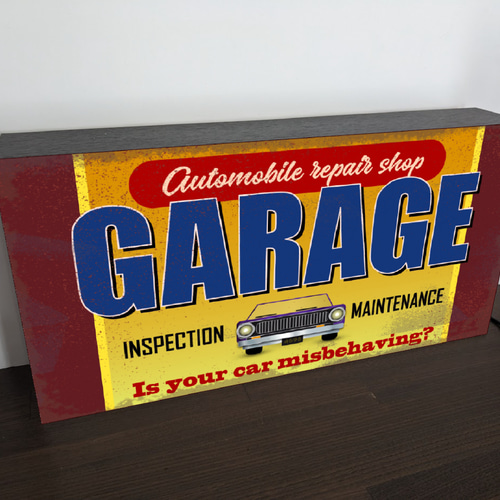 Automobile repair shop
GARAGE
INSPECTION
MAINTENANCE
Is your car misbehaving?